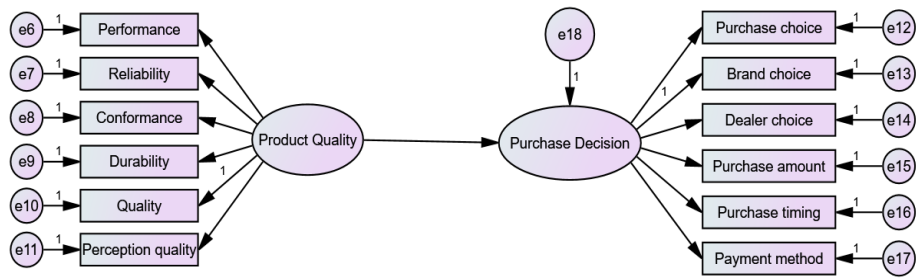 e6 1 Performance
e7 1 Reliability
e8 1 Conformance
e9 1 Durability
e10 1 Quality
e11 1 Perception quality
1
Product Quality
e18
1
Purchase Decision
1
Purchase choice 1 e12
Brand choice 1 e13
Dealer choice 1 e14
Purchase amount 1 e15
Purchase timing 1 e16
Payment method 1 e17